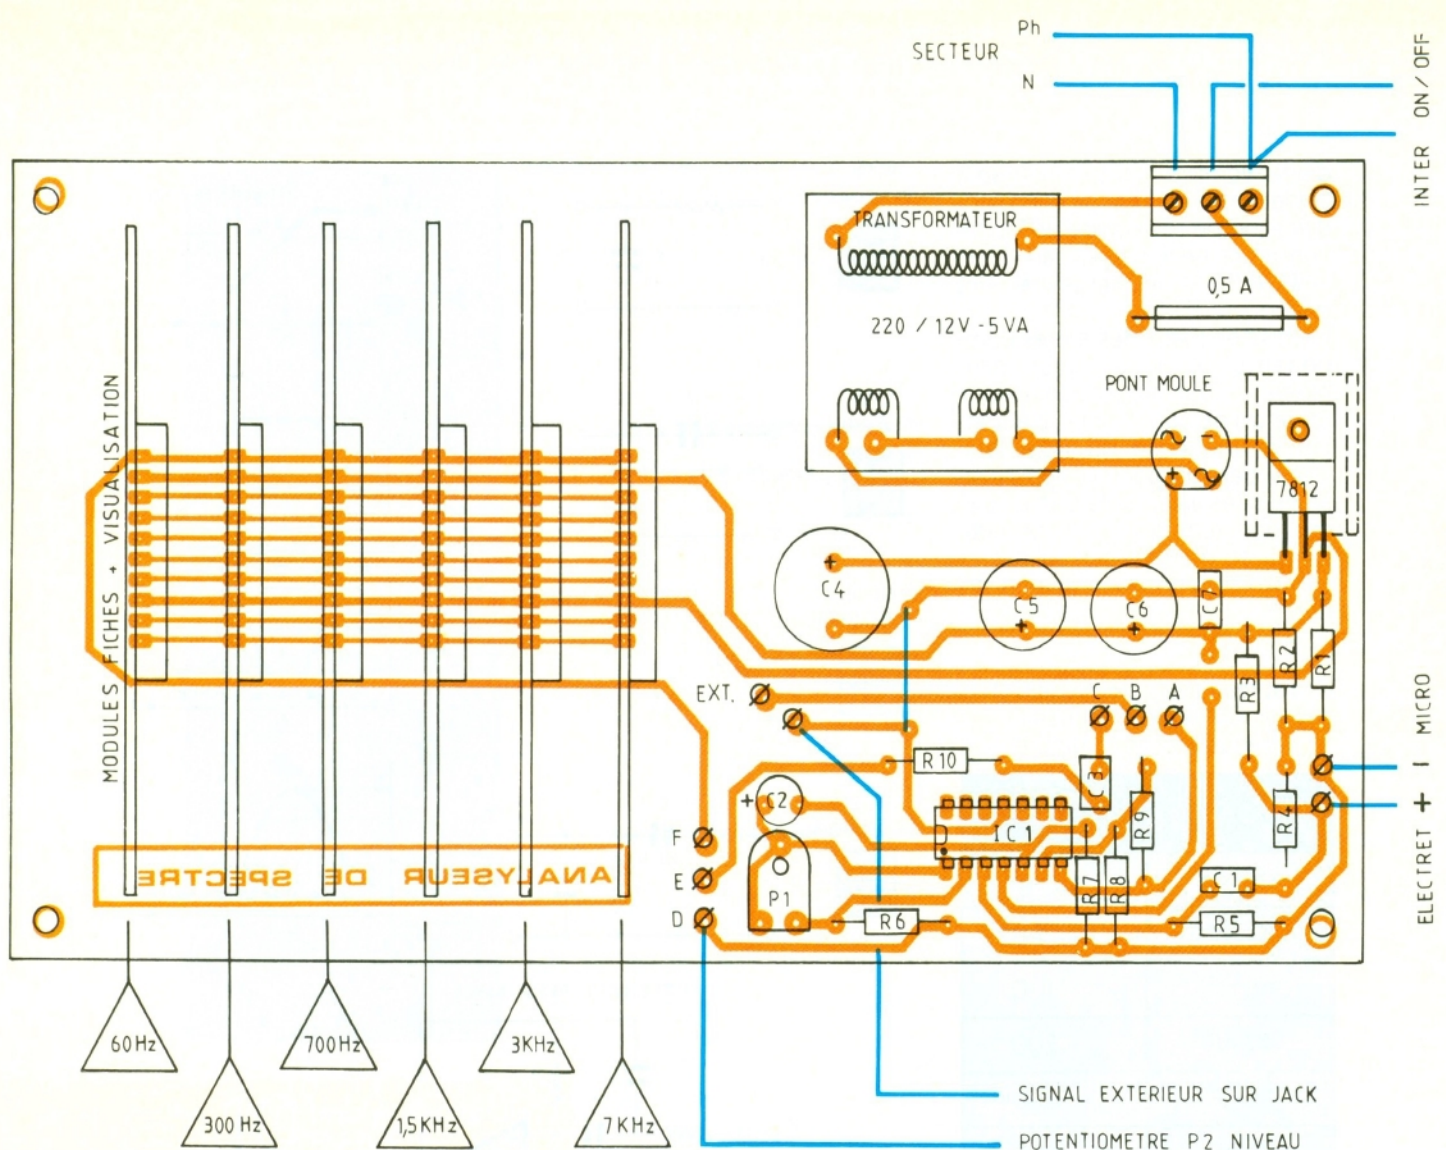 Ph
SECTEUR
N
INTER ON/OFF
TRANSFORMATEUR
0,5 A
220 / 12V - 5 VA
PONT MOULE
MODULES FICHES + VISUALISATION
~ -
+ ~
7812
+
C4
C5
+
C6
+
C7
R2
R1
R3
EXT.
C
B
A
MICRO
-
ELECTRET +
R10
C3
+ C2
R9
R4
IC1
F
E
D
P1
R7
R8
C1
R6
R5
ANALYSEUR DE SPECTRE
60 Hz
700 Hz
3KHz
300 Hz
1,5 KHz
7 KHz
SIGNAL EXTERIEUR SUR JACK
POTENTIOMETRE P2 NIVEAU